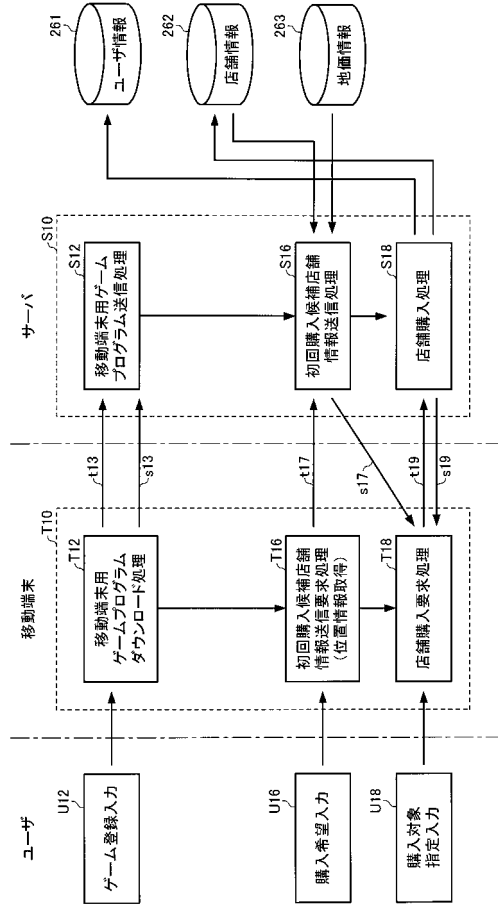 ユーザ
移動端末
サーバ
U12
ゲーム登録入力
T10
T12
移動端末用
ゲームプログラム
ダウンロード処理
t13
s13
S10
S12
移動端末用ゲーム
プログラム送信処理
261
ユーザ情報
262
店舗情報
263
地価情報
U16
購入希望入力
T16
初回購入候補店舗
情報送信要求処理
（位置情報取得）
t17
s17
S16
初回購入候補店舗
情報送信処理
U18
購入対象
指定入力
T18
店舗購入要求処理
t19
s19
S18
店舗購入処理